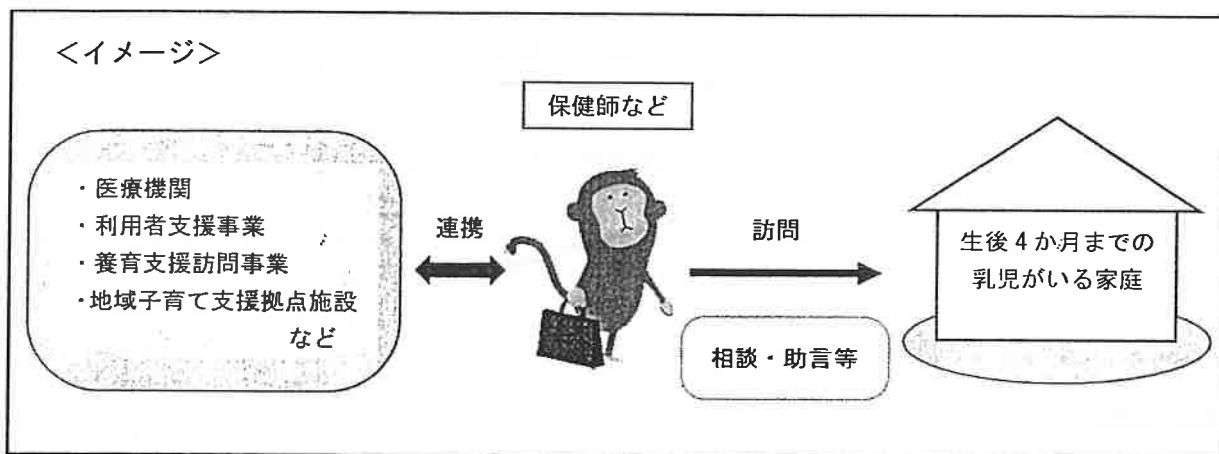 ＜イメージ＞
保健師など
・医療機関
・利用者支援事業
・養育支援訪問事業
・地域子育て支援拠点施設
など
連携
訪問
相談・助言等
生後４か月までの
乳児がいる家庭